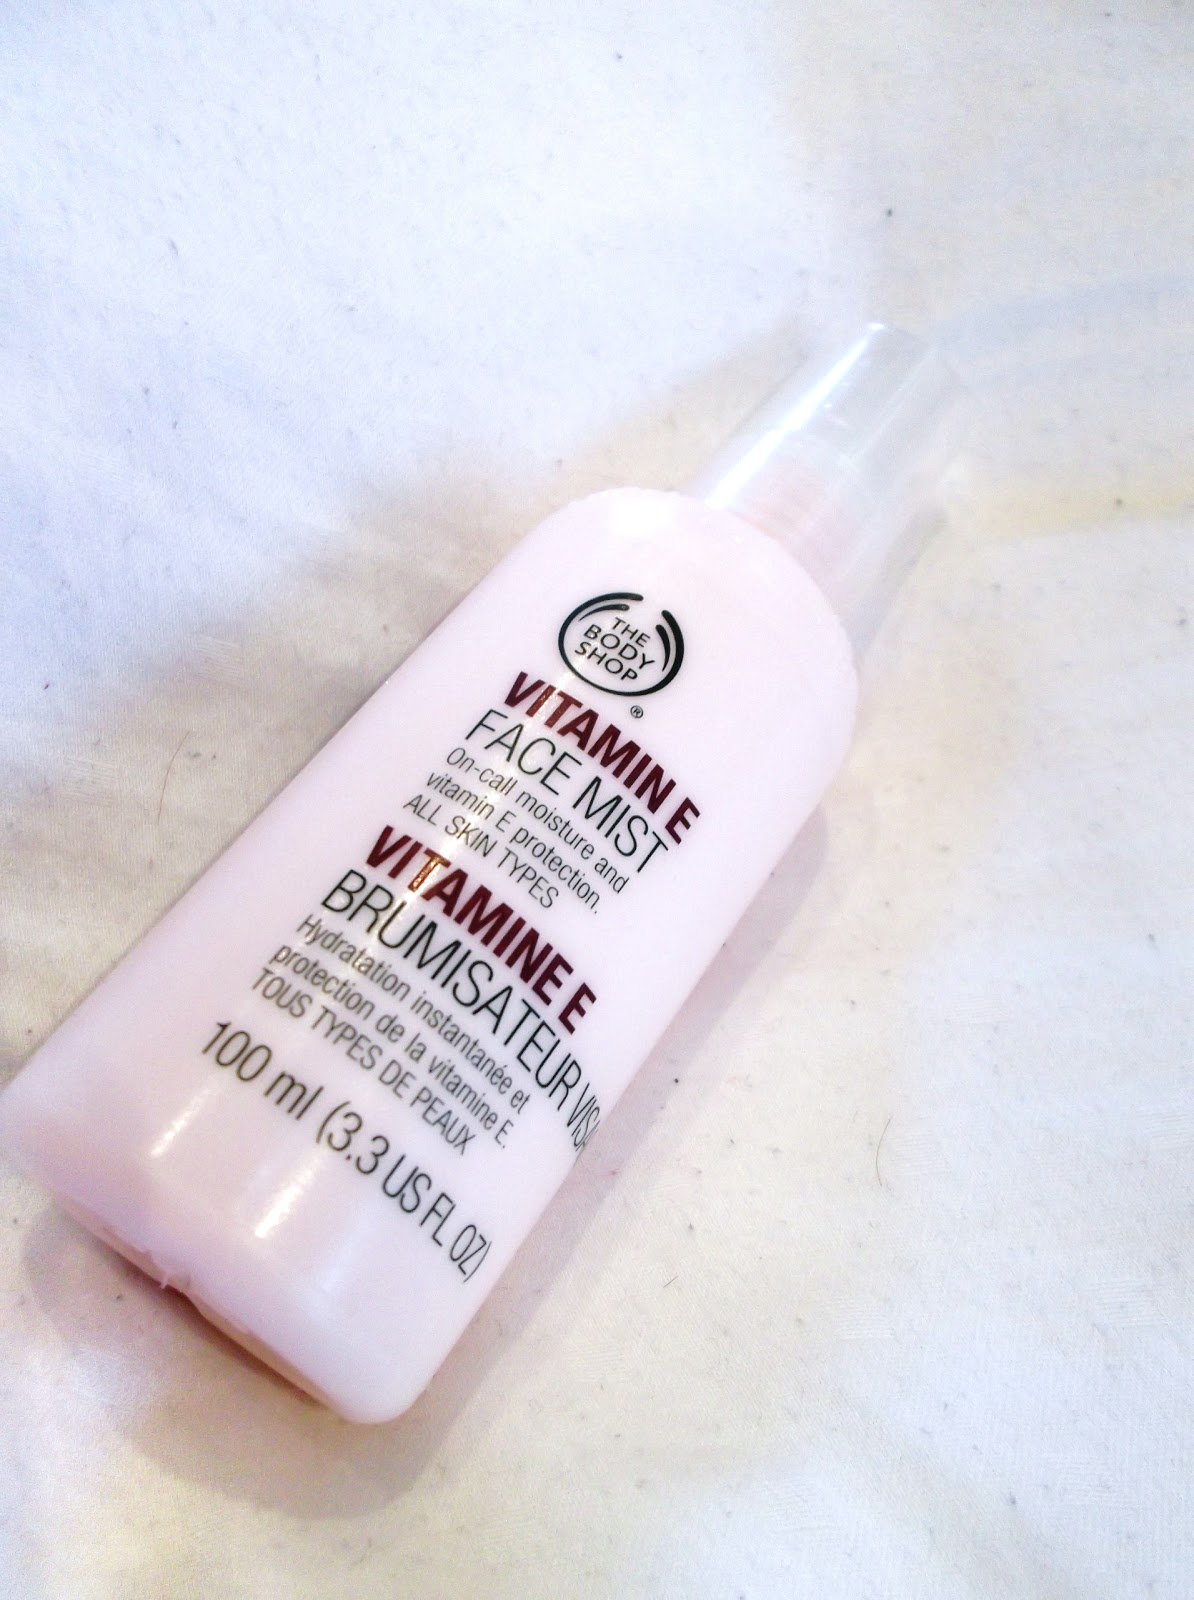 THE
BODY
SHOP
®
VITAMIN E
FACE MIST
On-call moisture and
vitamin E protection.
ALL SKIN TYPES
VITAMINE E
BRUMISATEUR
Hydratation instantanée et
protection de la vitamine E.
TOUS TYPES DE PEAUX
100 ml (3.3 US FL OZ)